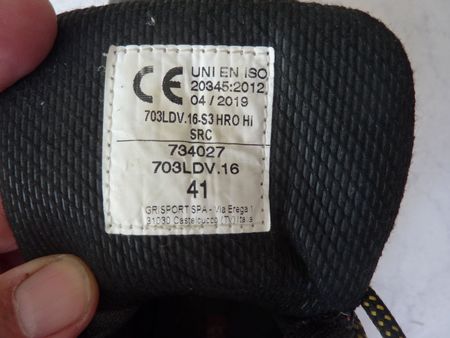 CE UNI EN ISO
20345:2012
04/2019
703LDV.16-S3 HRO HI
SRC
734027
703LDV.16
41
GRISPORT SPA - Via Erega 1
31030 Castelcucco (TV) Italia